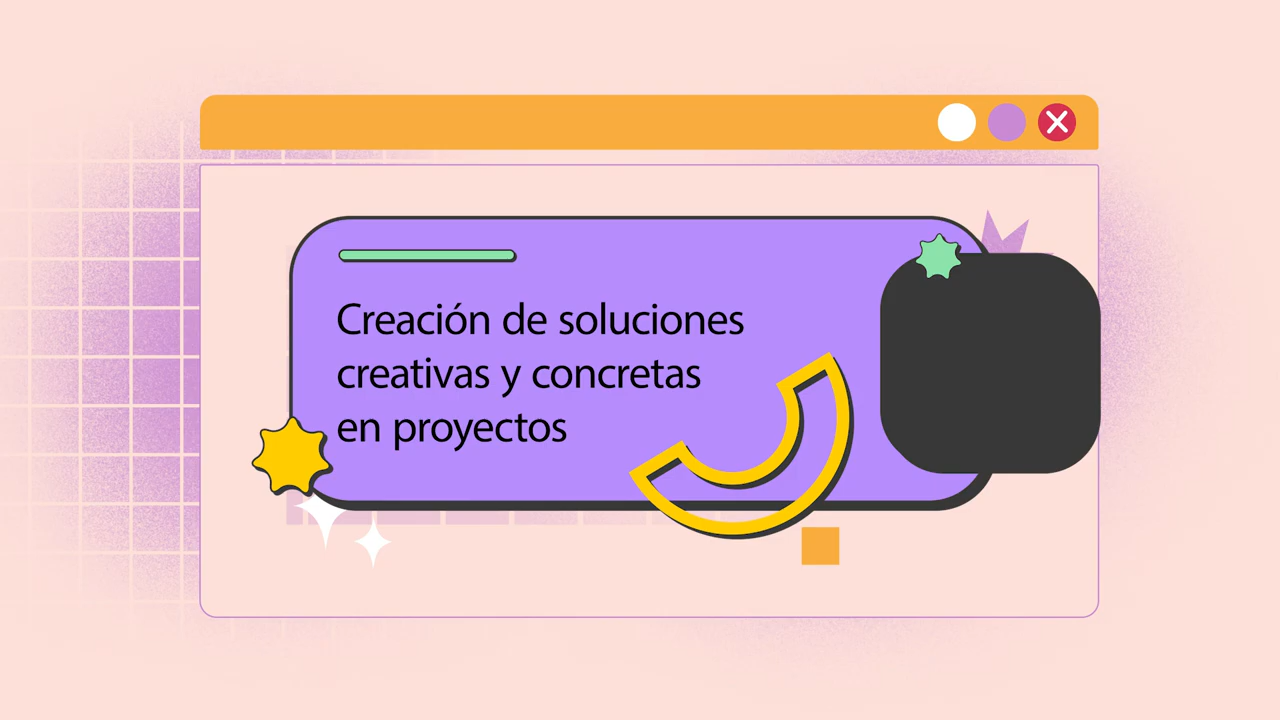 Creación de soluciones
creativas y concretas
en proyectos